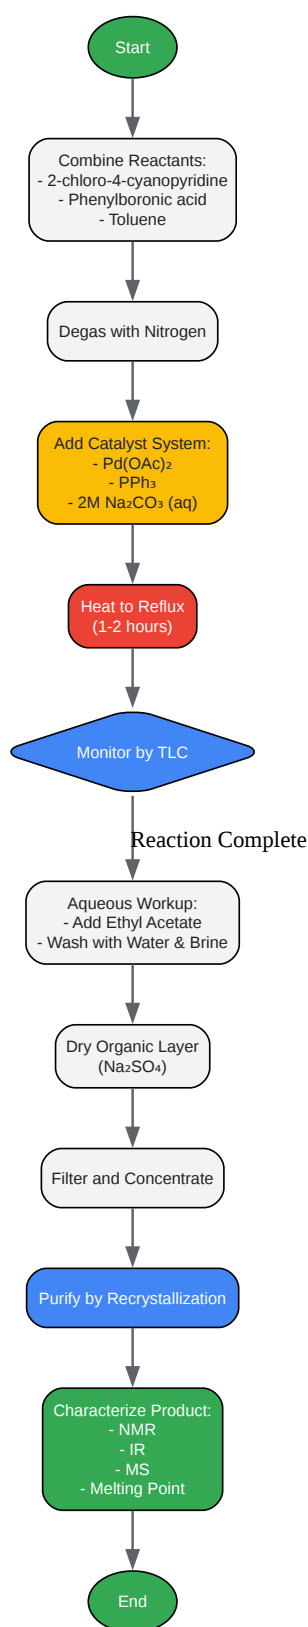 Start
Combine Reactants:
- 2-chloro-4-cyanopyridine
- Phenylboronic acid
- Toluene
Degas with Nitrogen
Add Catalyst System:
- Pd(OAc)₂
- PPh₃
- 2M Na₂CO₃ (aq)
Heat to Reflux
(1-2 hours)
Monitor by TLC
Reaction Complete
Aqueous Workup:
- Add Ethyl Acetate
- Wash with Water & Brine
Dry Organic Layer
(Na₂SO₄)
Filter and Concentrate
Purify by Recrystallization
Characterize Product:
- NMR
- IR
- MS
- Melting Point
End